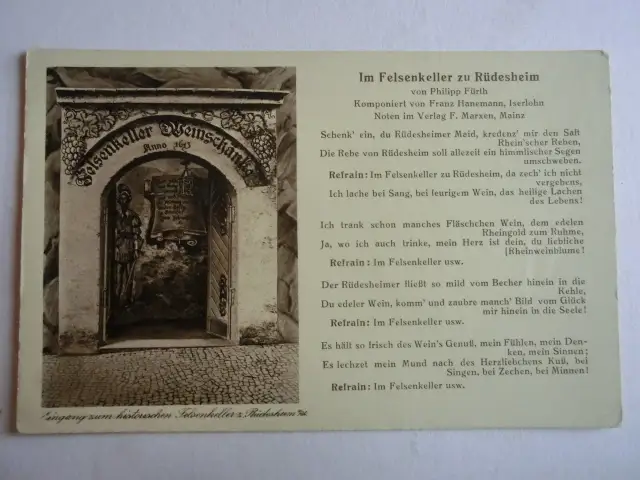 Felsenkeller Weinschänke
Anno 1613
Eingang zum historischen Felsenkeller z. Rüdesheim
Im Felsenkeller zu Rüdesheim
von Philipp Fürth
Komponiert von Franz Hanemann, Iserlohn
Noten im Verlag F. Marxen, Mainz
Schenk' ein, du Rüdesheimer Meid, kredenz' mir den Saft
Rhein'scher Reben,
Die Rebe von Rüdesheim soll allezeit ein himmlischer Segen
umschweben.
Refrain: Im Felsenkeller zu Rüdesheim, da zech' ich nicht
vergebens,
Ich lache bei Sang, bei feurigem Wein, das heilige Lachen
des Lebens!
Ich trank schon manches Fläschchen Wein, dem edelen
Rheingold zum Ruhme,
Ja, wo ich auch trinke, mein Herz ist dein, du liebliche
[Rheinweinblume!
Refrain: Im Felsenkeller usw.
Der Rüdesheimer fließt so mild vom Becher hinein in die
Kehle,
Du edeler Wein, komm' und zaubre manch' Bild vom Glück
mir hinein in die Seele!
Refrain: Im Felsenkeller usw.
Es hält so frisch des Wein's Genuß, mein Fühlen, mein Den-
ken, mein Sinnen;
Es lechzet mein Mund nach des Herzliebchens Kuß, bei
Singen, bei Zechen, bei Minnen!
Refrain: Im Felsenkeller usw.